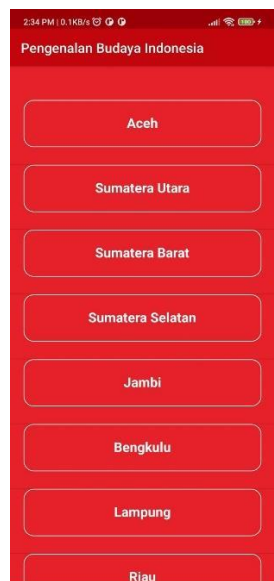 2:34 PM | 0.1KB/s
Pengenalan Budaya Indonesia
Aceh
Sumatera Utara
Sumatera Barat
Sumatera Selatan
Jambi
Bengkulu
Lampung
Riau